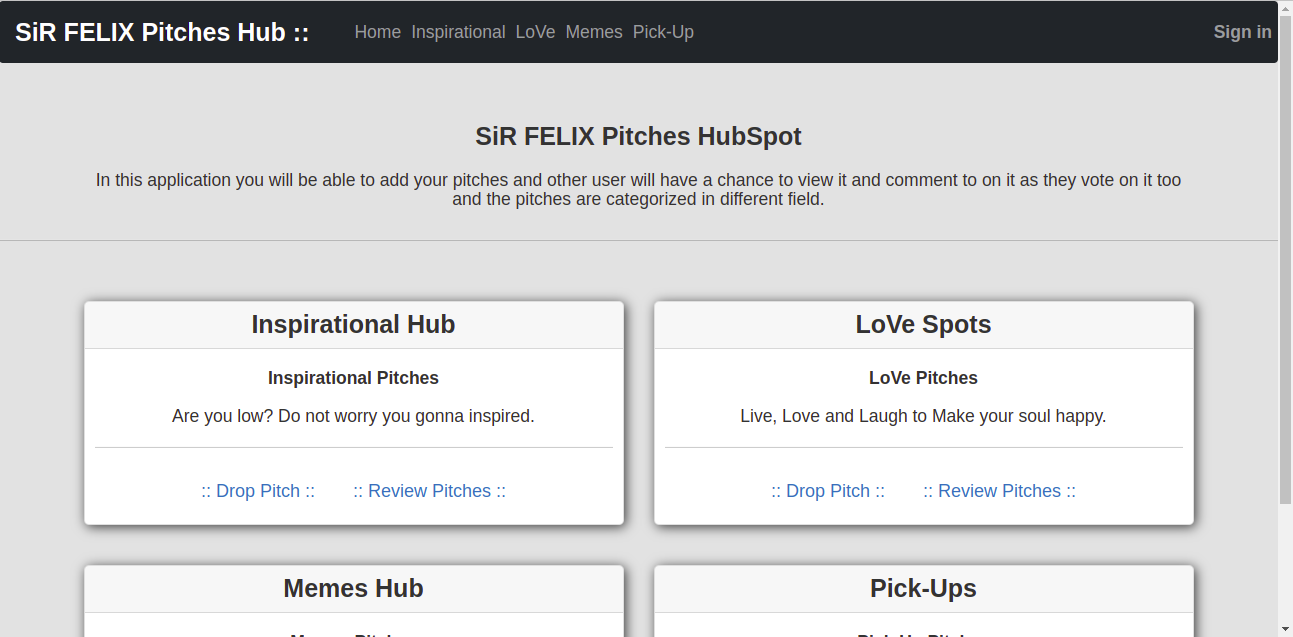 SiR FELIX Pitches Hub :: Home Inspirational LoVe Memes Pick-Up Sign in
SiR FELIX Pitches HubSpot
In this application you will be able to add your pitches and other user will have a chance to view it and comment to on it as they vote on it too
and the pitches are categorized in different field.
Inspirational Hub
Inspirational Pitches
Are you low? Do not worry you gonna inspired.
:: Drop Pitch :: :: Review Pitches ::
LoVe Spots
LoVe Pitches
Live, Love and Laugh to Make your soul happy.
:: Drop Pitch :: :: Review Pitches ::
Memes Hub
Pick-Ups